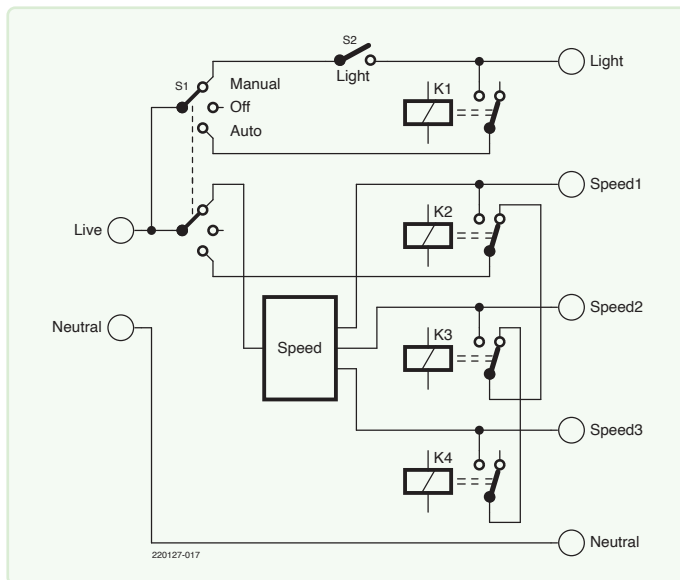 S2
Light
Light
S1
Manual
Off
Auto
K1
Speed1
K2
Live
Speed2
Neutral
Speed
K3
Speed3
K4
Neutral
220127-017